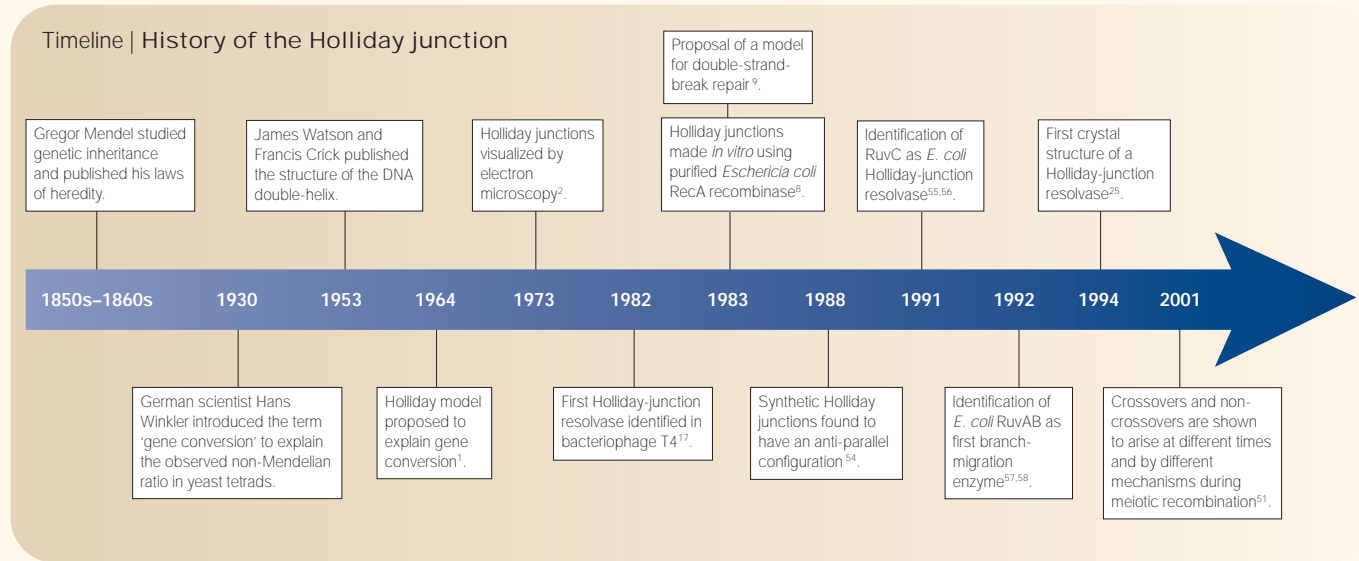 Timeline | History of the Holliday junction
Proposal of a model
for double-strand-
break repair⁹.
Gregor Mendel studied
genetic inheritance
and published his laws
of heredity.
James Watson and
Francis Crick published
the structure of the DNA
double-helix.
Holliday junctions
visualized by
electron
microscopy².
Holliday junctions
made in vitro using
purified Eschericia coli
RecA recombinase⁸.
Identification of
RuvC as E. coli
Holliday-junction
resolvase⁵⁵,⁵⁶.
First crystal
structure of a
Holliday-junction
resolvase²⁵.
1850s–1860s 1930 1953 1964 1973 1982 1983 1988 1991 1992 1994 2001
German scientist Hans
Winkler introduced the term
'gene conversion' to explain
the observed non-Mendelian
ratio in yeast tetrads.
Holliday model
proposed to
explain gene
conversion¹.
First Holliday-junction
resolvase identified in
bacteriophage T4¹⁷.
Synthetic Holliday
junctions found to
have an anti-parallel
configuration⁵⁴.
Identification of
E. coli RuvAB as
first branch-
migration
enzyme⁵⁷,⁵⁸.
Crossovers and non-
crossovers are shown
to arise at different times
and by different
mechanisms during
meiotic recombination⁵¹.